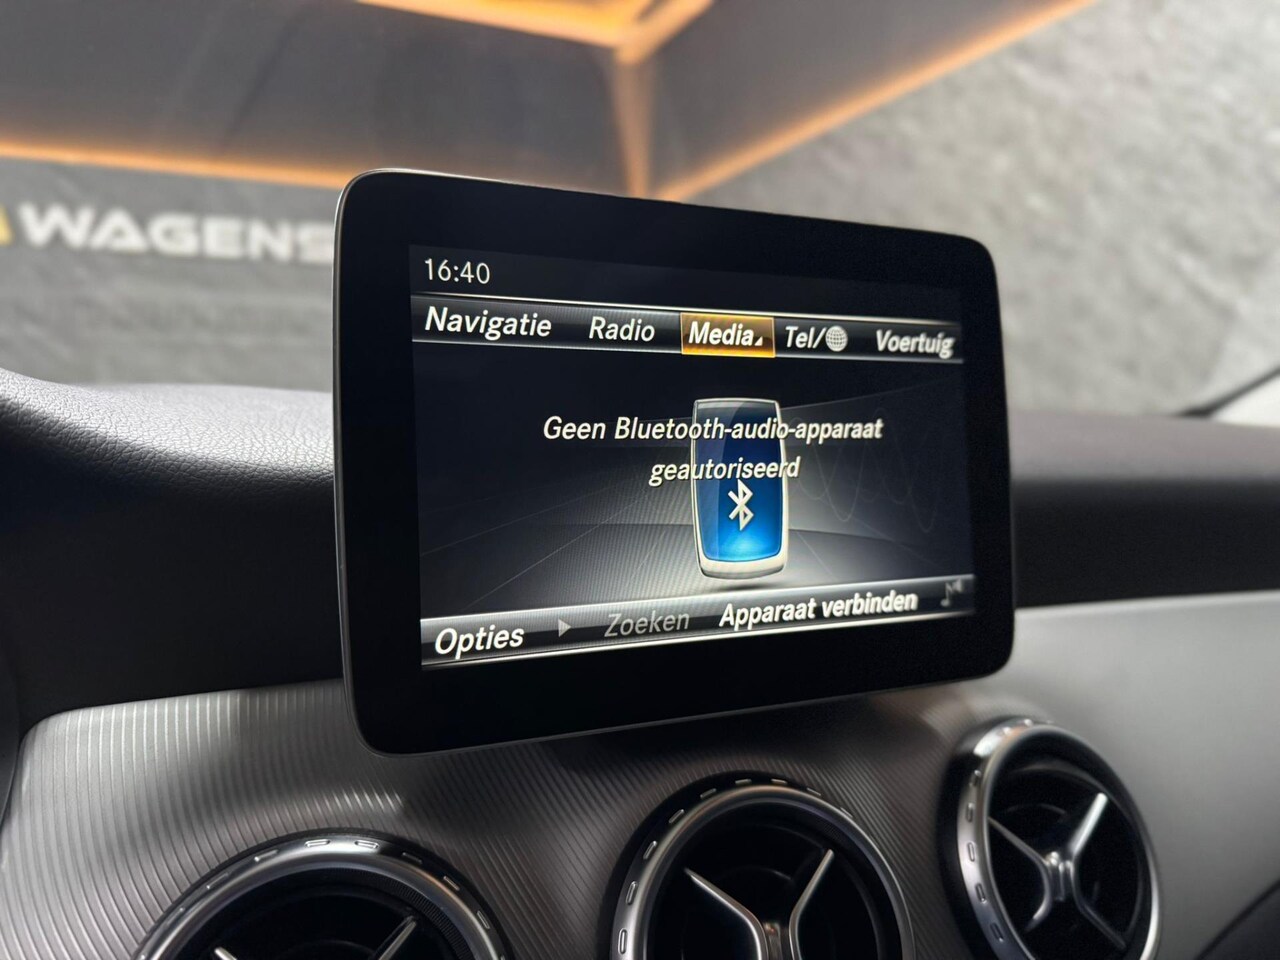 WAGENS
16:40
Navigatie Radio Media Tel/ Voertuig
Geen Bluetooth-audio-apparaat
geautoriseerd
Opties Zoeken Apparaat verbinden